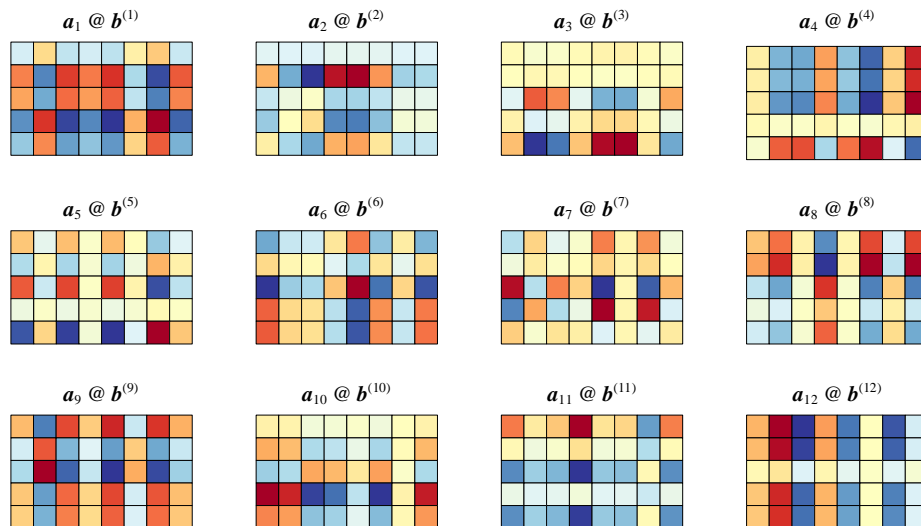 a₁ @ b⁽¹⁾ a₂ @ b⁽²⁾ a₃ @ b⁽³⁾ a₄ @ b⁽⁴⁾
a₅ @ b⁽⁵⁾ a₆ @ b⁽⁶⁾ a₇ @ b⁽⁷⁾ a₈ @ b⁽⁸⁾
a₉ @ b⁽⁹⁾ a₁₀ @ b⁽¹⁰⁾ a₁₁ @ b⁽¹¹⁾ a₁₂ @ b⁽¹²⁾